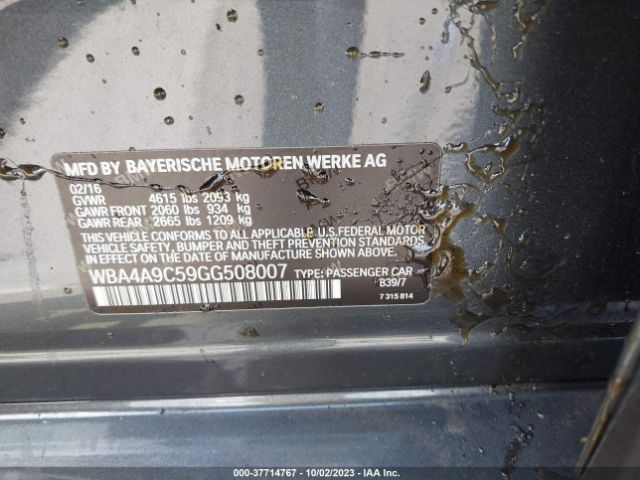 MFD BY BAYERISCHE MOTOREN WERKE AG
02/16
GVWR 4615 lbs 2093 kg
GAWR FRONT 2060 lbs 934 kg
GAWR REAR 2665 lbs 1209 kg
THIS VEHICLE CONFORMS TO ALL APPLICABLE U.S.FEDERAL MOTOR
VEHICLE SAFETY, BUMPER AND THEFT PREVENTION STANDARDS
IN EFFECT ON THE DATE OF MANUFACTURE SHOWN ABOVE.
WBA4A9C59GG508007 TYPE: PASSENGER CAR
B39/7
7 315 814
000-37714767 - 10/02/2023 - IAA Inc.